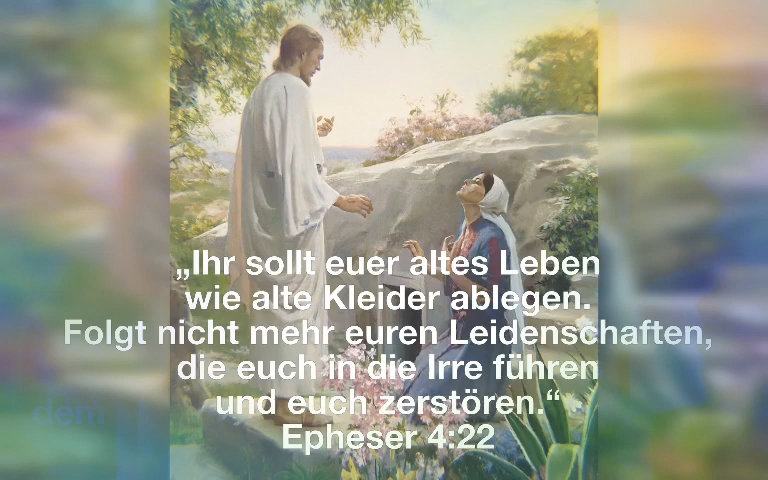 „Ihr sollt euer altes Leben
wie alte Kleider ablegen.
Folgt nicht mehr euren Leidenschaften,
die euch in die Irre führen
und euch zerstören.“
Epheser 4:22
dem